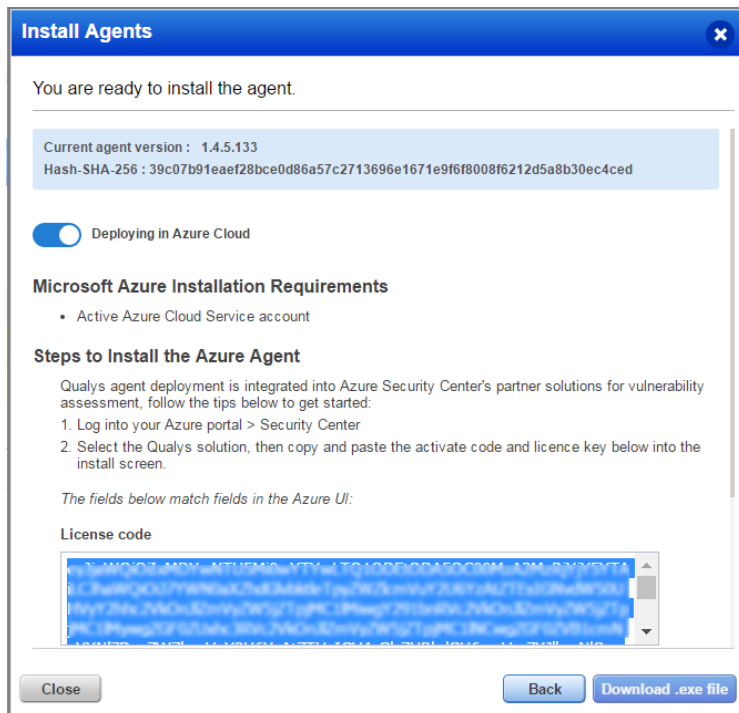 Install Agents
You are ready to install the agent.
Current agent version : 1.4.5.133
Hash-SHA-256 : 39c07b91eaef28bce0d86a57c2713696e1671e9f6f8008f6212d5a8b30ec4ced
Deploying in Azure Cloud
Microsoft Azure Installation Requirements
• Active Azure Cloud Service account
Steps to Install the Azure Agent
Qualys agent deployment is integrated into Azure Security Center's partner solutions for vulnerability
assessment, follow the tips below to get started:
1. Log into your Azure portal > Security Center
2. Select the Qualys solution, then copy and paste the activate code and licence key below into the
install screen.
The fields below match fields in the Azure UI:
License code
Close
Back
Download .exe file